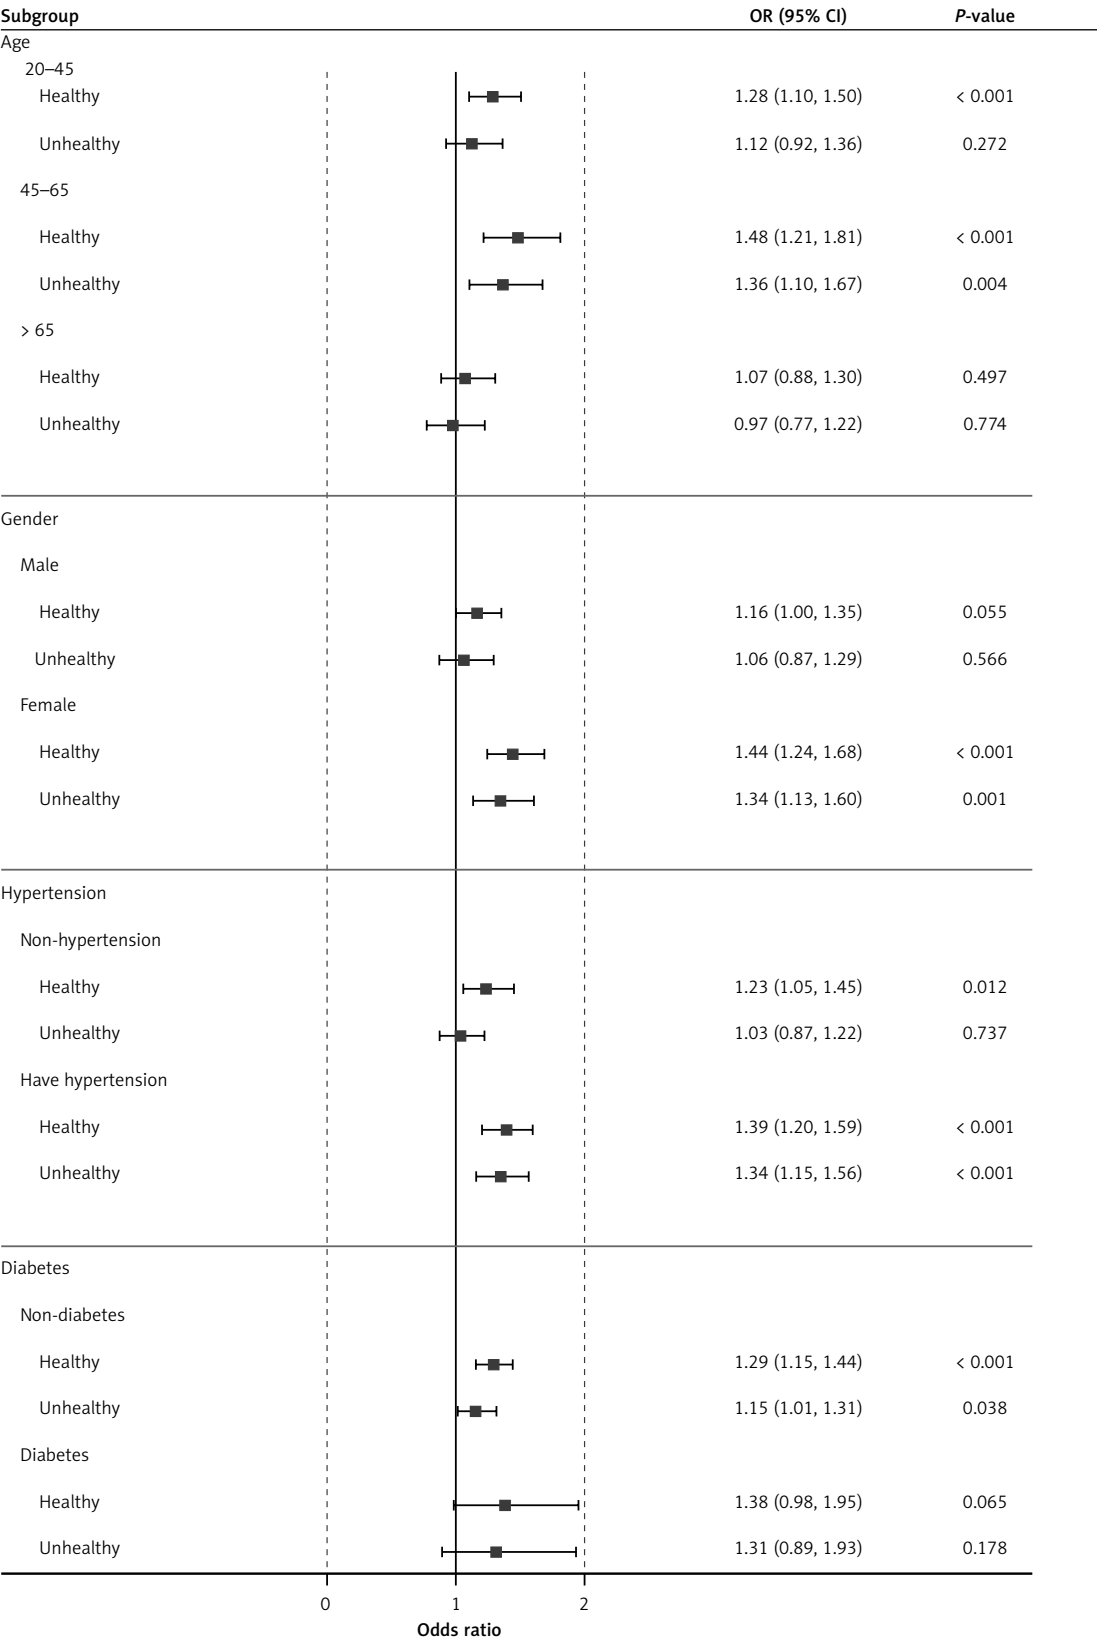 Subgroup OR (95% CI) P-value
Age
20–45
Healthy 1.28 (1.10, 1.50) < 0.001
Unhealthy 1.12 (0.92, 1.36) 0.272
45–65
Healthy 1.48 (1.21, 1.81) < 0.001
Unhealthy 1.36 (1.10, 1.67) 0.004
> 65
Healthy 1.07 (0.88, 1.30) 0.497
Unhealthy 0.97 (0.77, 1.22) 0.774
Gender
Male
Healthy 1.16 (1.00, 1.35) 0.055
Unhealthy 1.06 (0.87, 1.29) 0.566
Female
Healthy 1.44 (1.24, 1.68) < 0.001
Unhealthy 1.34 (1.13, 1.60) 0.001
Hypertension
Non-hypertension
Healthy 1.23 (1.05, 1.45) 0.012
Unhealthy 1.03 (0.87, 1.22) 0.737
Have hypertension
Healthy 1.39 (1.20, 1.59) < 0.001
Unhealthy 1.34 (1.15, 1.56) < 0.001
Diabetes
Non-diabetes
Healthy 1.29 (1.15, 1.44) < 0.001
Unhealthy 1.15 (1.01, 1.31) 0.038
Diabetes
Healthy 1.38 (0.98, 1.95) 0.065
Unhealthy 1.31 (0.89, 1.93) 0.178
0 1 2
Odds ratio